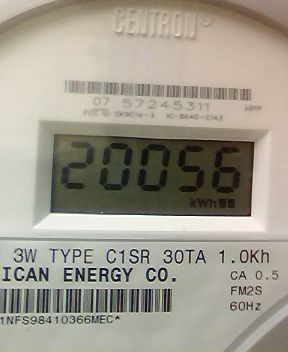 CENTRON®
07 57245311
20056
kWh
3W TYPE C1SR 30TA 1.0Kh
ICAN ENERGY CO.
CA 0.5
FM2S
60Hz
1NFS98410366MEC*